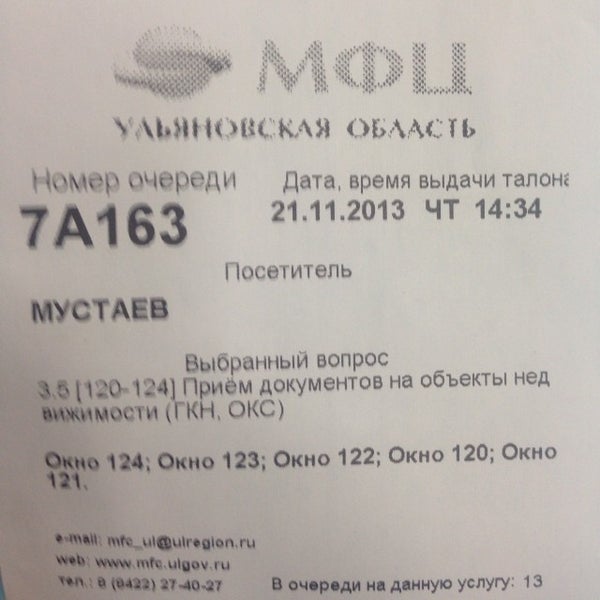 МФЦ
УЛЬЯНОВСКАЯ ОБЛАСТЬ
Номер очереди
Дата, время выдачи талона
7А163
21.11.2013 ЧТ 14:34
Посетитель
МУСТАЕВ
Выбранный вопрос
3.5 [120-124] Приём документов на объекты нед
вижимости (ГКН, ОКС)
Окно 124; Окно 123; Окно 122; Окно 120; Окно
121.
e-mail: mfc_ul@ulregion.ru
web: www.mfc.ulgov.ru
тел.: 8 (8422) 27-40-27
В очереди на данную услугу: 13